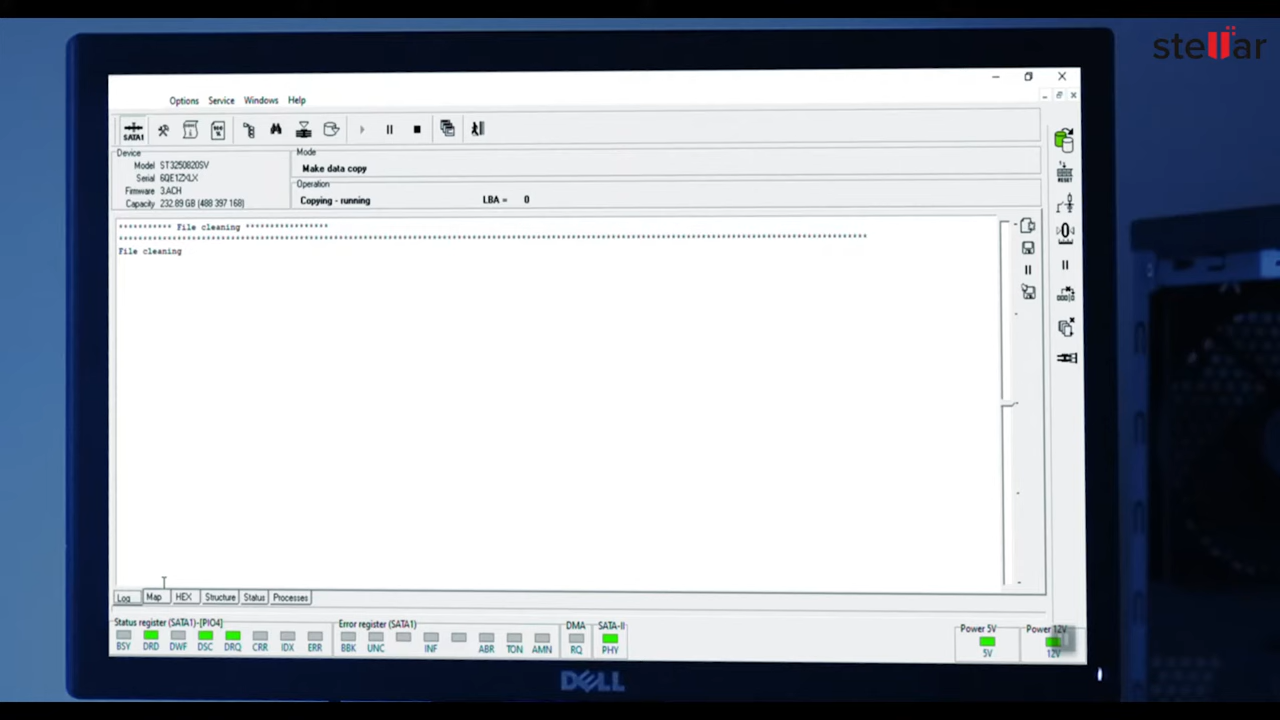 stellar
Options Service Windows Help
SATA1
Device
Model ST3250820SV
Serial 6QE1ZXLX
Firmware 3.ACH
Capacity 232.89 GB (488 397 168)
Mode
Make data copy
Operation
Copying - running LBA = 0
RESET
*********** File cleaning *****************
File cleaning
Log Map HEX Structure Status Processes
Status register (SATA1)-[PIO4] Error register (SATA1) DMA SATA-II Power 5V Power 12V
BSY DRD DWF DSC DRQ CRR IDX ERR BBK UNC INF ABR TON AMN RQ PHY 5V 12V
DELL